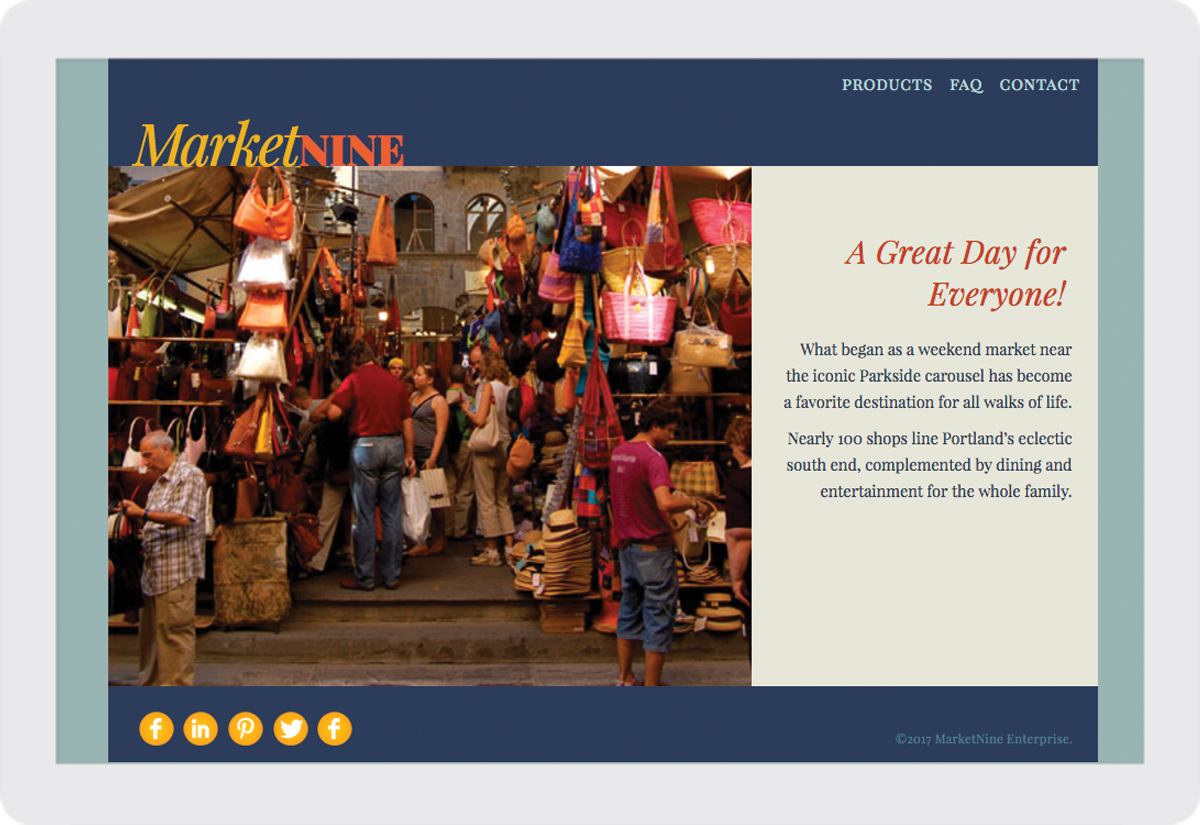 PRODUCTS FAQ CONTACT
MarketNINE
A Great Day for
Everyone!
What began as a weekend market near
the iconic Parkside carousel has become
a favorite destination for all walks of life.
Nearly 100 shops line Portland’s eclectic
south end, complemented by dining and
entertainment for the whole family.
f in P f
©2017 MarketNine Enterprise.